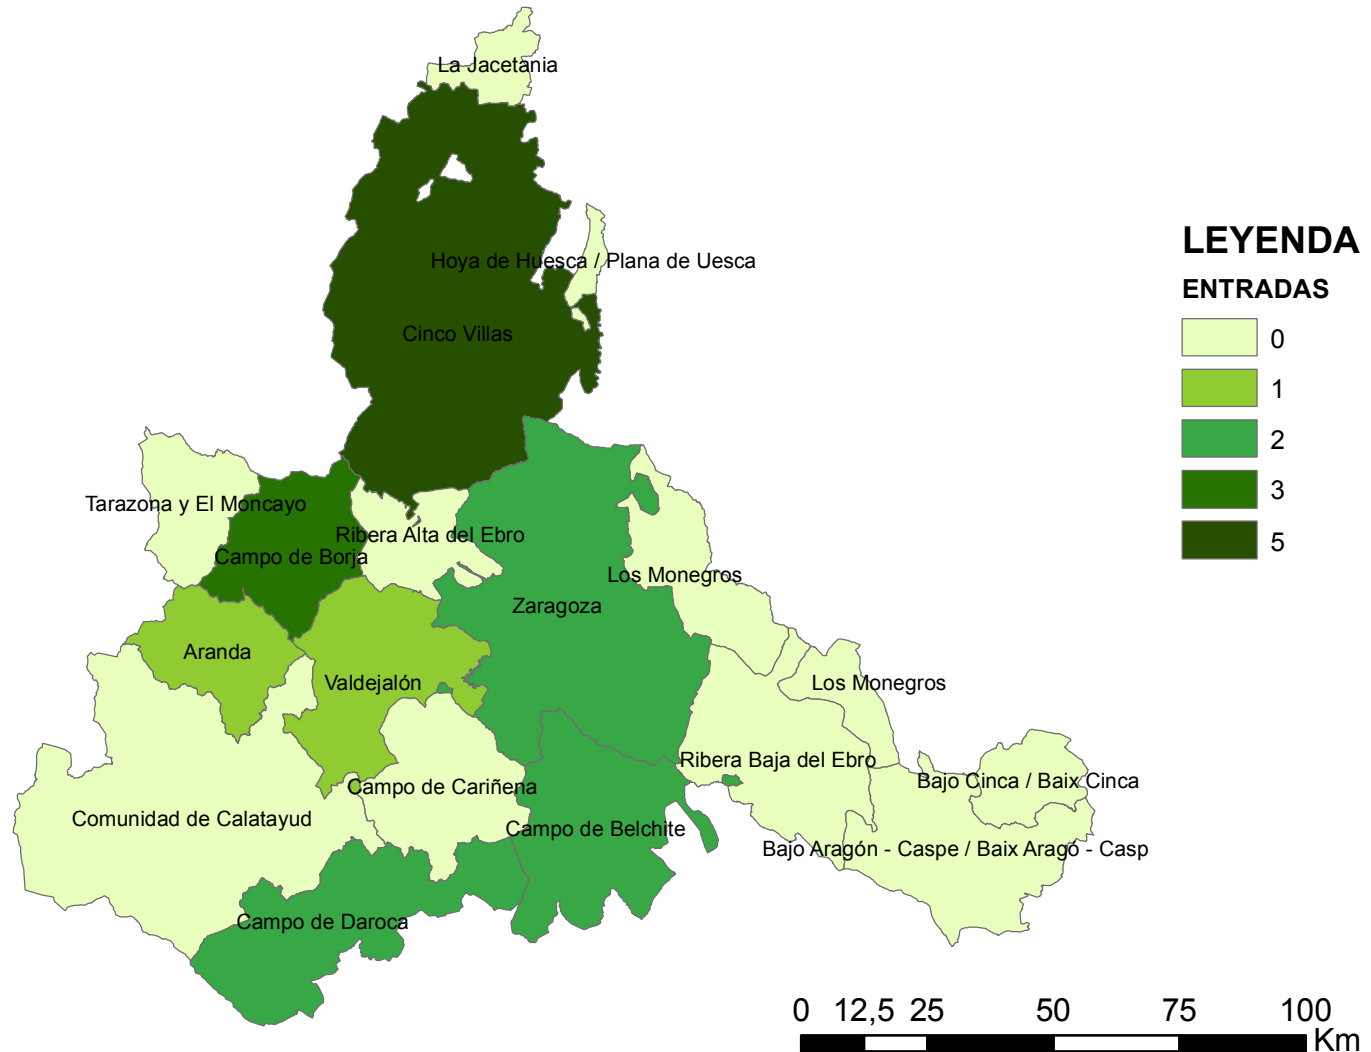 La Jacetania
Hoya de Huesca / Plana de Uesca
Cinco Villas
Tarazona y El Moncayo
Ribera Alta del Ebro
Campo de Borja
Los Monegros
Zaragoza
Aranda
Valdejalón
Los Monegros
Ribera Baja del Ebro
Bajo Cinca / Baix Cinca
Campo de Cariñena
Comunidad de Calatayud
Campo de Belchite
Bajo Aragón - Caspe / Baix Aragó - Casp
Campo de Daroca
LEYENDA
ENTRADAS
0
1
2
3
5
0 12,5 25 50 75 100
Km